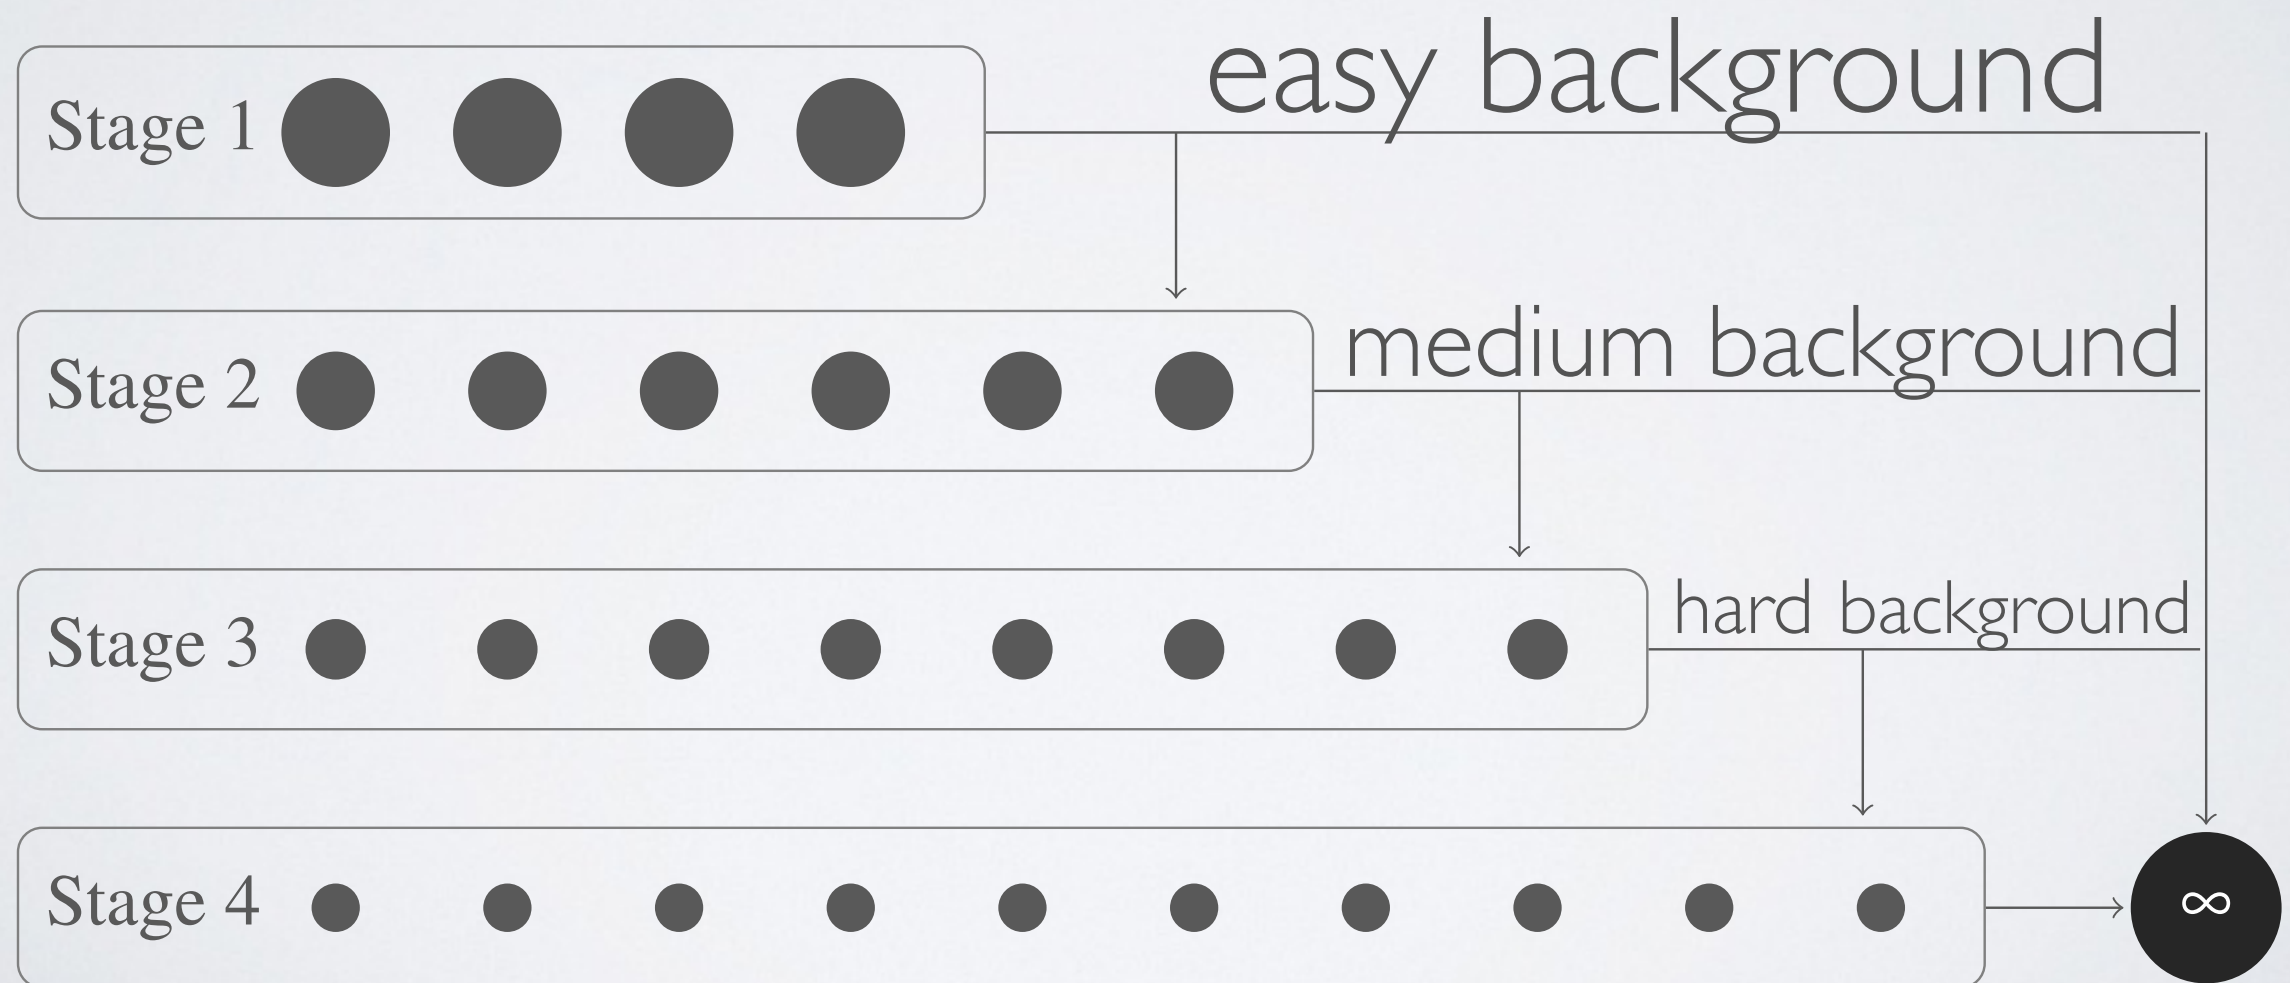 easy background
Stage 1
medium background
Stage 2
hard background
Stage 3
Stage 4
∞